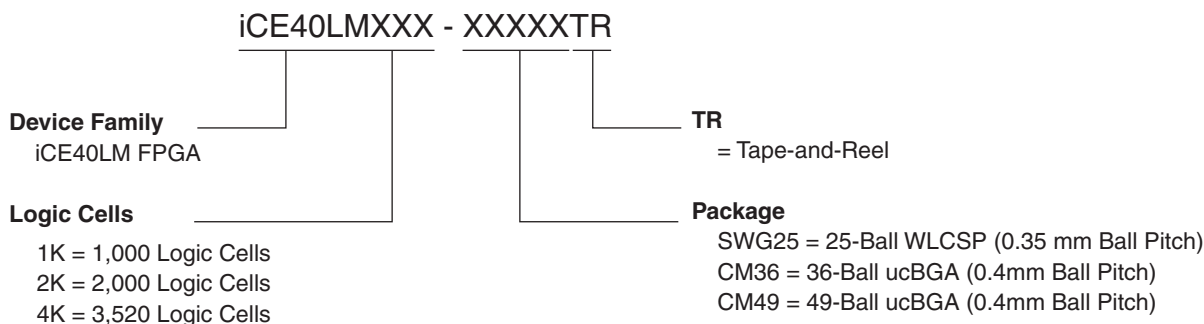 iCE40LMXXX - XXXXXTR
Device Family
iCE40LM FPGA
Logic Cells
1K = 1,000 Logic Cells
2K = 2,000 Logic Cells
4K = 3,520 Logic Cells
TR
= Tape-and-Reel
Package
SWG25 = 25-Ball WLCSP (0.35 mm Ball Pitch)
CM36 = 36-Ball ucBGA (0.4mm Ball Pitch)
CM49 = 49-Ball ucBGA (0.4mm Ball Pitch)